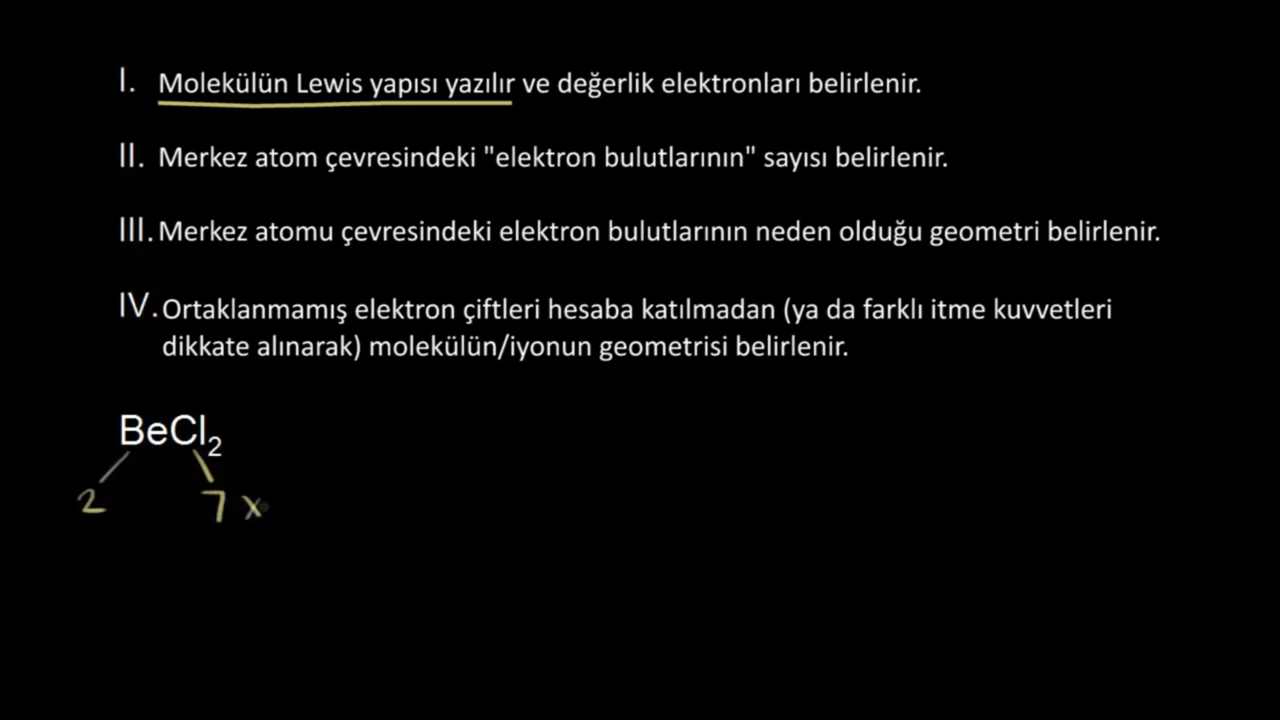 I. Molekülün Lewis yapısı yazılır ve değerlik elektronları belirlenir.
II. Merkez atom çevresindeki "elektron bulutlarının" sayısı belirlenir.
III. Merkez atomu çevresindeki elektron bulutlarının neden olduğu geometri belirlenir.
IV. Ortaklanmamış elektron çiftleri hesaba katılmadan (ya da farklı itme kuvvetleri
dikkate alınarak) molekülün/iyonun geometrisi belirlenir.
BeCl₂
2 7 x